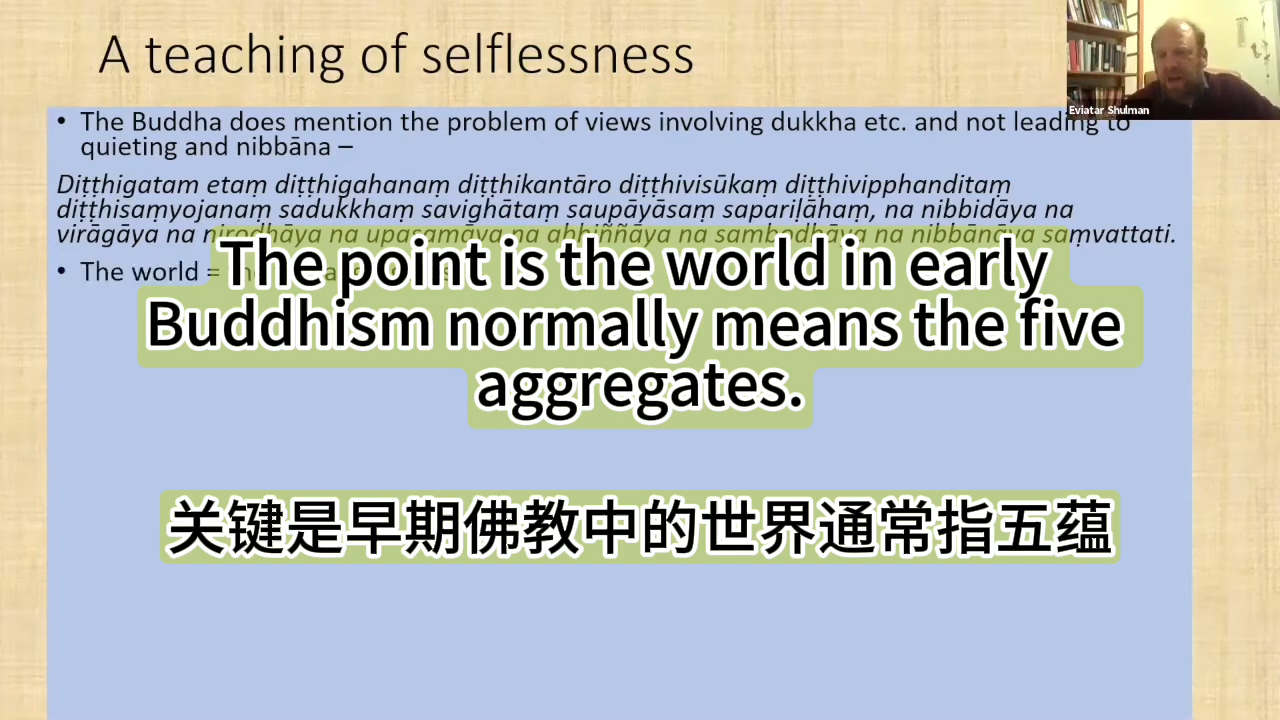 A teaching of selflessness
Eviatar Shulman
• The Buddha does mention the problem of views involving dukkha etc. and not leading to
quieting and nibbāna –
Diṭṭhigatam etaṃ diṭṭhigahanaṃ diṭṭhikantāro diṭṭhivisūkaṃ diṭṭhivipphanditaṃ
diṭṭhisaṃyojanaṃ sadukkhaṃ savighātaṃ saupāyāsaṃ sapariḷāhaṃ, na nibbidāya na
virāgāya na nirodhāya na upasamāya na abhiññāya na sambodhāya na nibbānāya saṃvattati.
• The world =
The point is the world in early
Buddhism normally means the five
aggregates.
关键是早期佛教中的世界通常指五蕴